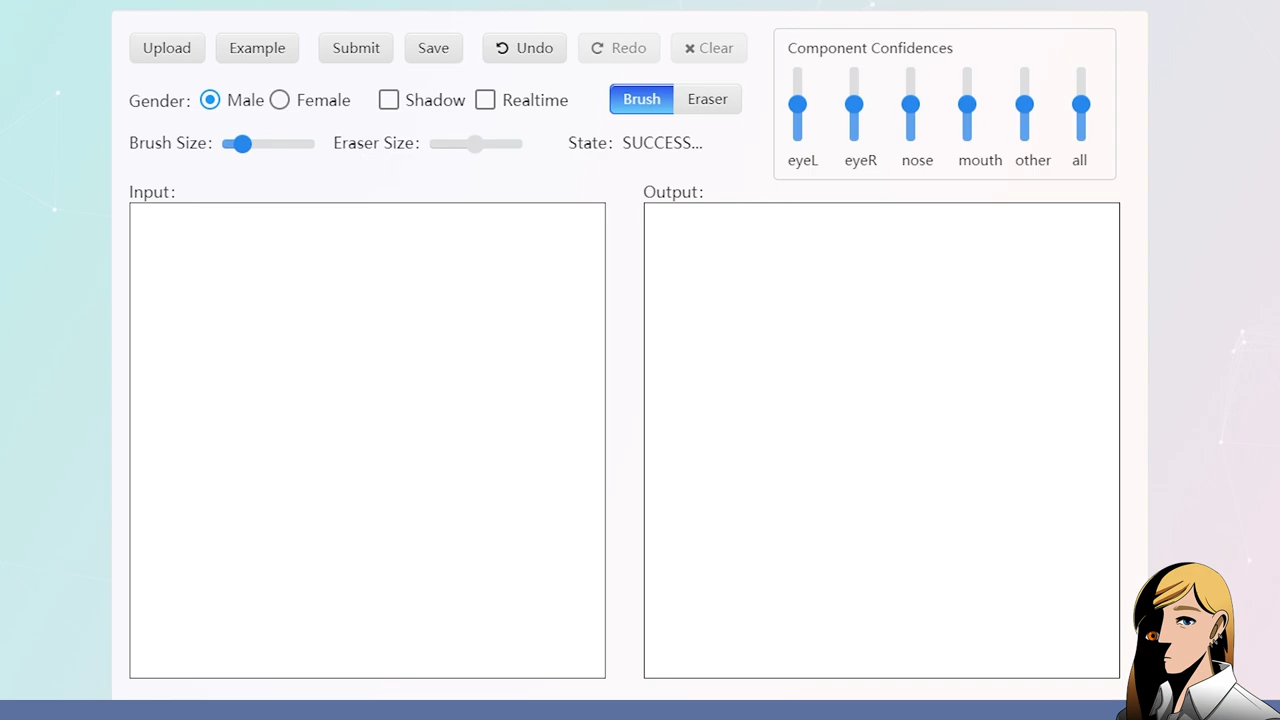 Upload Example Submit Save Undo Redo Clear
Component Confidences
Gender: Male Female Shadow Realtime Brush Eraser
Brush Size: Eraser Size: State: SUCCESS...
eyeL eyeR nose mouth other all
Input: Output: